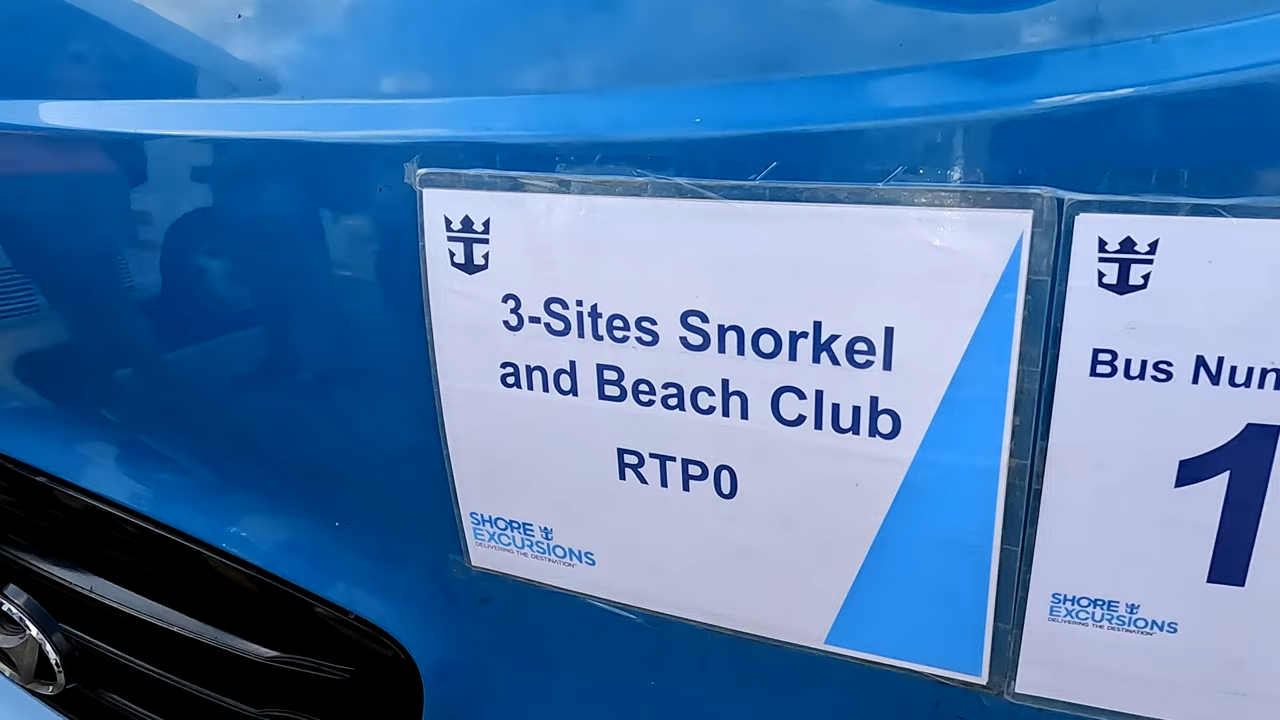 3-Sites Snorkel
and Beach Club
RTP0
SHORE
EXCURSIONS
DELIVERING THE DESTINATION
Bus Num
1
SHORE
EXCURSIONS
DELIVERING THE DESTINATION